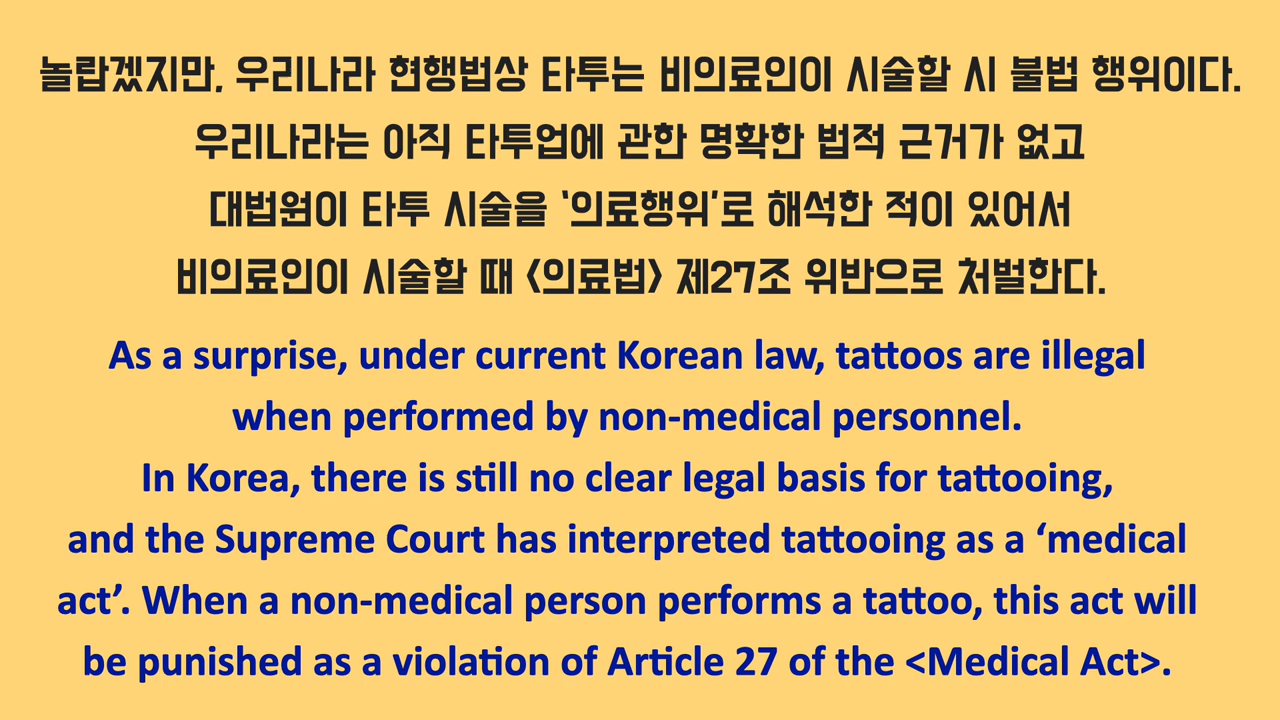 놀랍겠지만, 우리나라 현행법상 타투는 비의료인이 시술할 시 불법 행위이다.
우리나라는 아직 타투업에 관한 명확한 법적 근거가 없고
대법원이 타투 시술을 ‘의료행위’로 해석한 적이 있어서
비의료인이 시술할 때 <의료법> 제27조 위반으로 처벌한다.
As a surprise, under current Korean law, tattoos are illegal
when performed by non-medical personnel.
In Korea, there is still no clear legal basis for tattooing,
and the Supreme Court has interpreted tattooing as a ‘medical
act’. When a non-medical person performs a tattoo, this act will
be punished as a violation of Article 27 of the <Medical Act>.